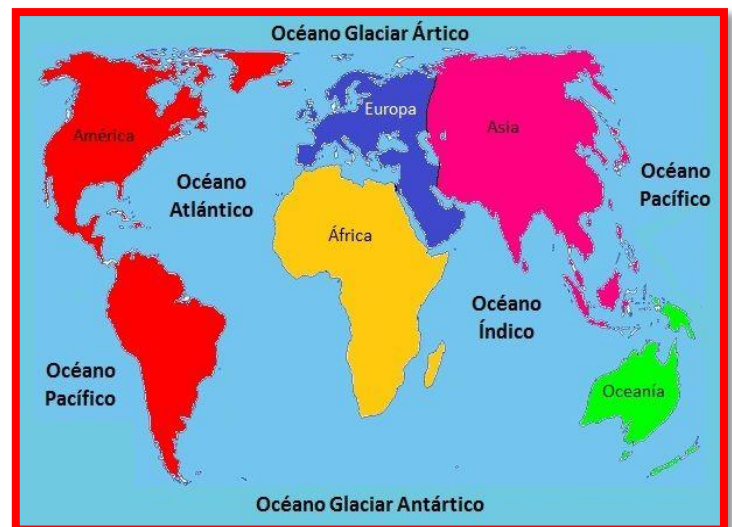 Océano Glaciar Ártico
Europa
América
Asia
Océano
Atlántico
Océano
Pacífico
África
Océano
Índico
Océano
Pacífico
Oceanía
Océano Glaciar Antártico